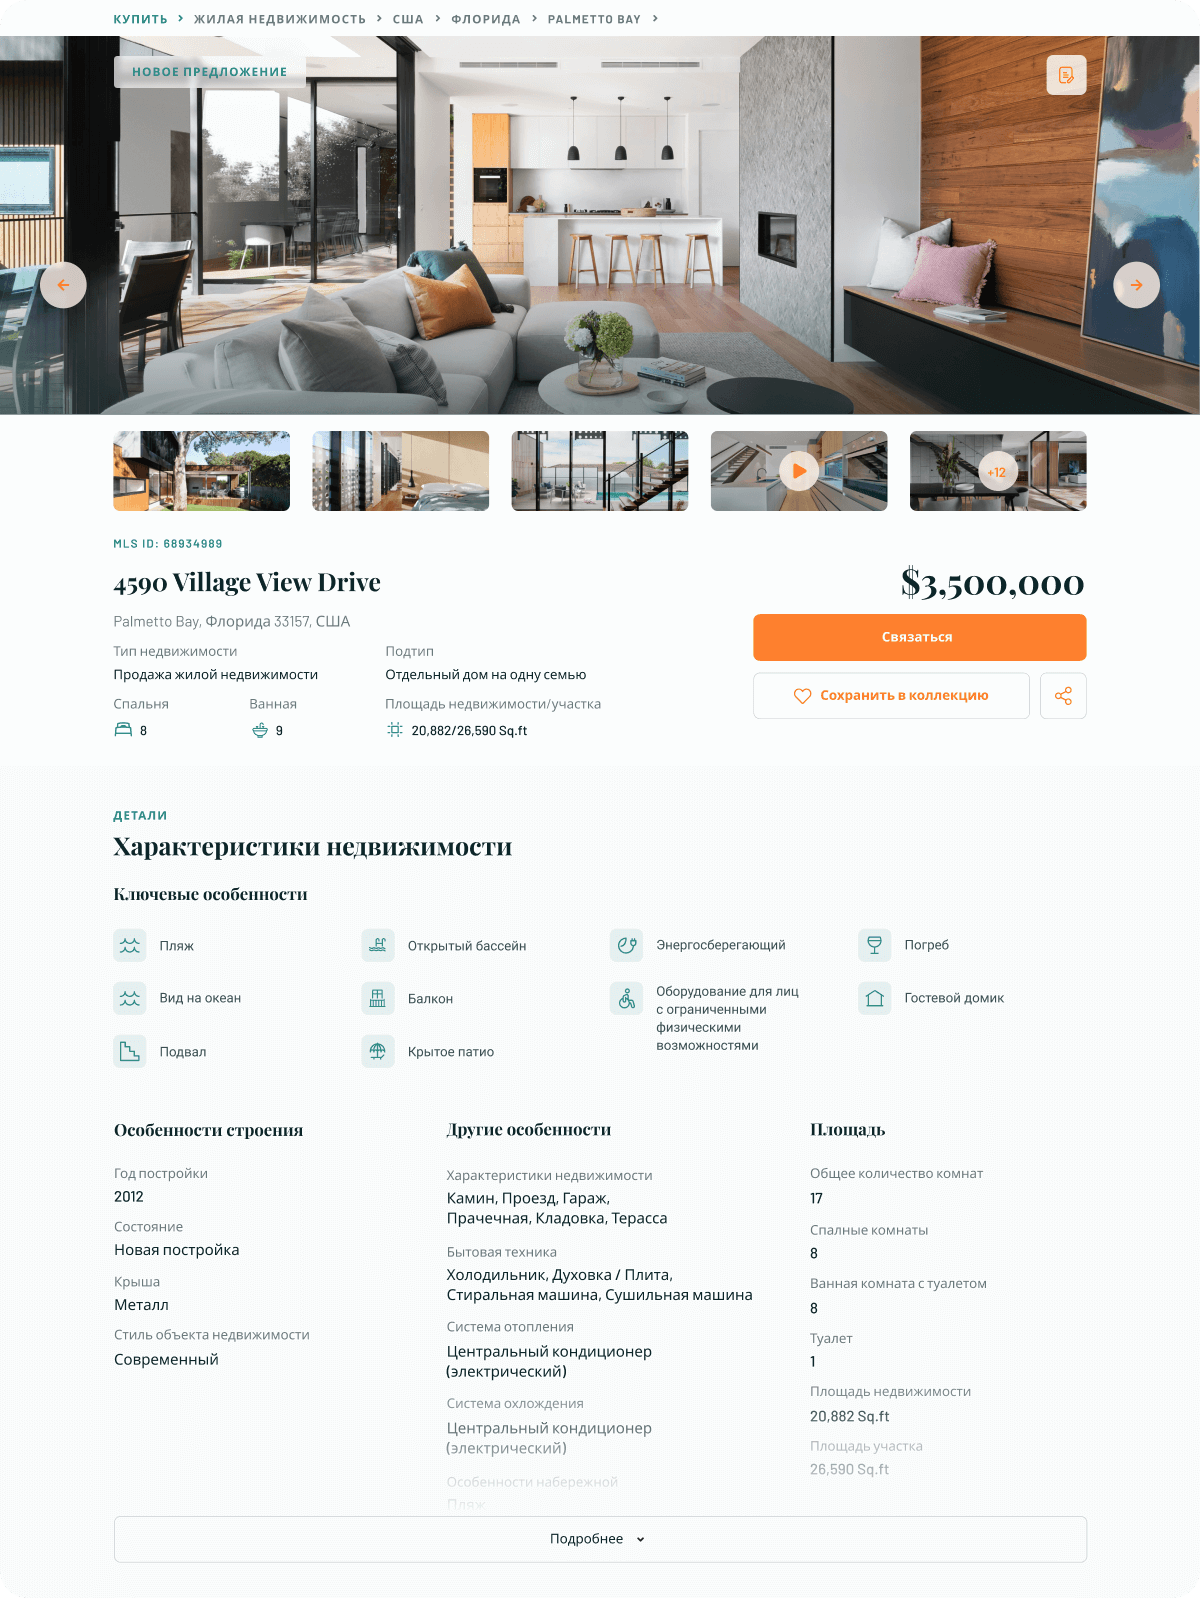 КУПИТЬ > ЖИЛАЯ НЕДВИЖИМОСТЬ > США > ФЛОРИДА > PALMETTO BAY >
НОВОЕ ПРЕДЛОЖЕНИЕ
+12
MLS ID: 68934989
4590 Village View Drive
$3,500,000
Palmetto Bay, Флорида 33157, США
Связаться
Тип недвижимости
Продажа жилой недвижимости
Подтип
Отдельный дом на одну семью
Сохранить в коллекцию
Спальня
8
Ванная
9
Площадь недвижимости/участка
20,882/26,590 Sq.ft
ДЕТАЛИ
Характеристики недвижимости
Ключевые особенности
Пляж
Открытый бассейн
Энергосберегающий
Погреб
Вид на океан
Балкон
Оборудование для лиц
с ограниченными
физическими
возможностями
Гостевой домик
Подвал
Крытое патио
Особенности строения
Год постройки
2012
Состояние
Новая постройка
Крыша
Металл
Стиль объекта недвижимости
Современный
Другие особенности
Характеристики недвижимости
Камин, Проезд, Гараж,
Прачечная, Кладовка, Терасса
Бытовая техника
Холодильник, Духовка / Плита,
Стиральная машина, Сушильная машина
Система отопления
Центральный кондиционер
(электрический)
Система охлождения
Центральный кондиционер
(электрический)
Особенности набережной
Пляж
Площадь
Общее количество комнат
17
Спалные комнаты
8
Ванная комната с туалетом
8
Туалет
1
Площадь недвижимости
20,882 Sq.ft
Площадь участка
26,590 Sq.ft
Подробнее